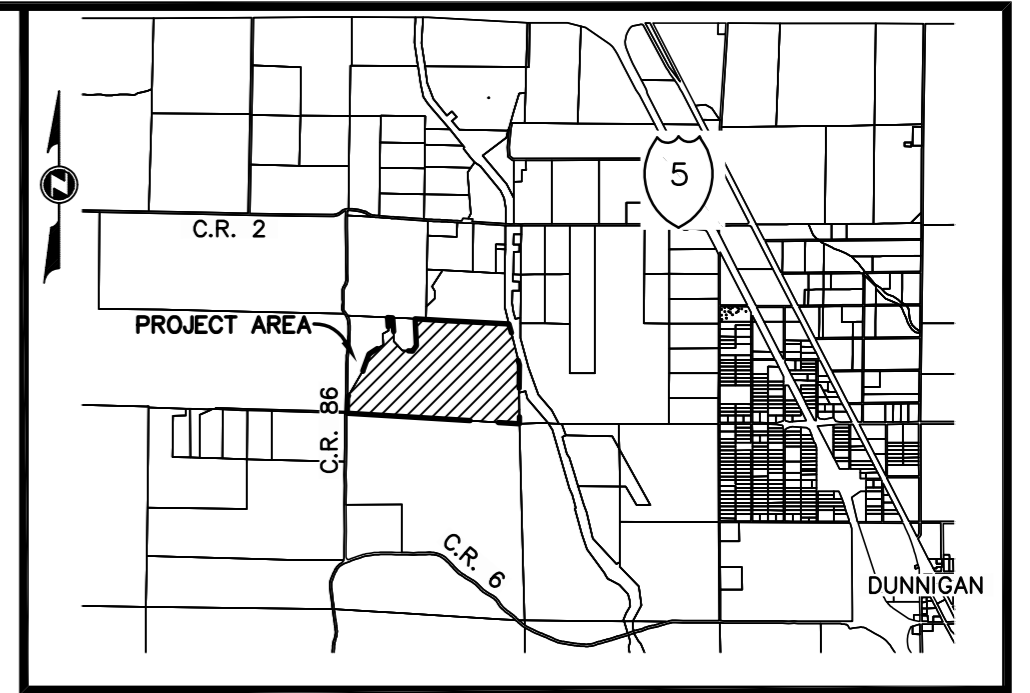 5
N
C.R. 2
PROJECT AREA
C.R. 86
C.R. 6
DUNNIGAN